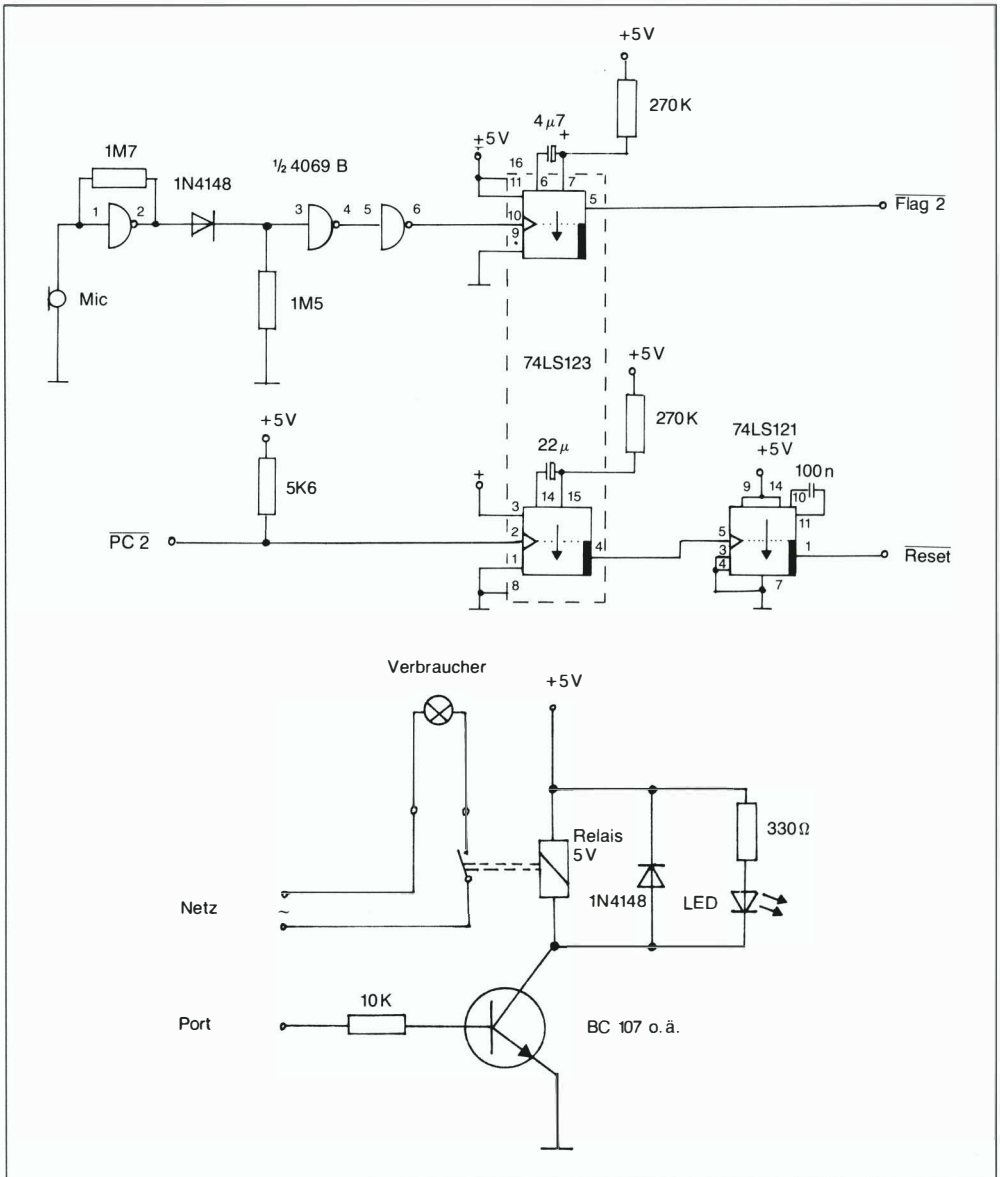 +5V
270K
4µ7
+
+5V
16
1M7
½ 4069 B
1N4148
11
6
7
5
Flag 2
1
2
3
4
5
6
10
9
Mic
1M5
74LS123
+5V
270K
74LS121
+5V
+5V
22µ
100n
5K6
+
14
15
9
14
10
3
11
PC 2
2
5
4
3
1
1
4
Reset
8
7
Verbraucher
+5V
330Ω
Relais
5V
1N4148
LED
Netz
~
10K
Port
BC 107 o.ä.